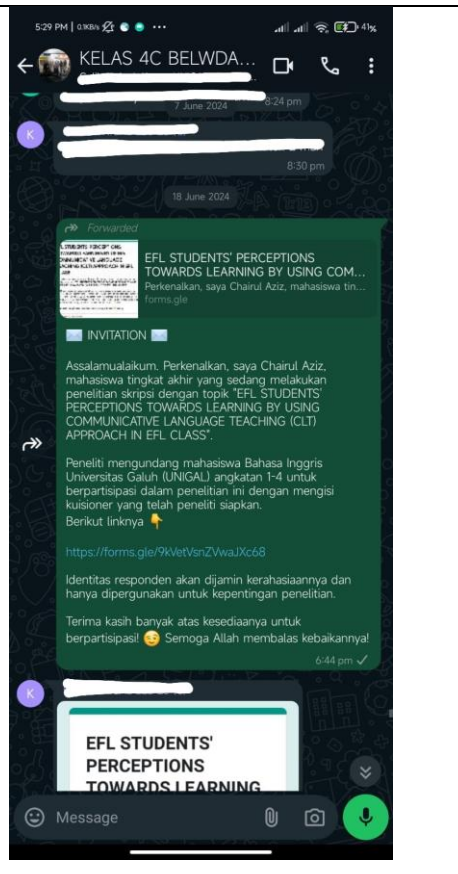 5:29 PM | 0.1KB/s
41%
KELAS 4C BELWDA...
7 June 2024
8:24 pm
K
8:30 pm
18 June 2024
Forwarded
EFL STUDENTS' PERCEPTIONS
TOWARDS LEARNING BY USING COM...
Perkenalkan, saya Chairul Aziz, mahasiswa tin...
forms.gle
INVITATION
Assalamualaikum. Perkenalkan, saya Chairul Aziz,
mahasiswa tingkat akhir yang sedang melakukan
penelitian skripsi dengan topik "EFL STUDENTS'
PERCEPTIONS TOWARDS LEARNING BY USING
COMMUNICATIVE LANGUAGE TEACHING (CLT)
APPROACH IN EFL CLASS".
Peneliti mengundang mahasiswa Bahasa Inggris
Universitas Galuh (UNIGAL) angkatan 1-4 untuk
berpartisipasi dalam penelitian ini dengan mengisi
kuisioner yang telah peneliti siapkan.
Berikut linknya 👇
https://forms.gle/9kVetVsnZVwaJXc68
Identitas responden akan dijamin kerahasiaannya dan
hanya dipergunakan untuk kepentingan penelitian.
Terima kasih banyak atas kesediaanya untuk
berpartisipasi! 😉 Semoga Allah membalas kebaikannya!
6:44 pm
K
EFL STUDENTS'
PERCEPTIONS
TOWARDS LEARNING
Message